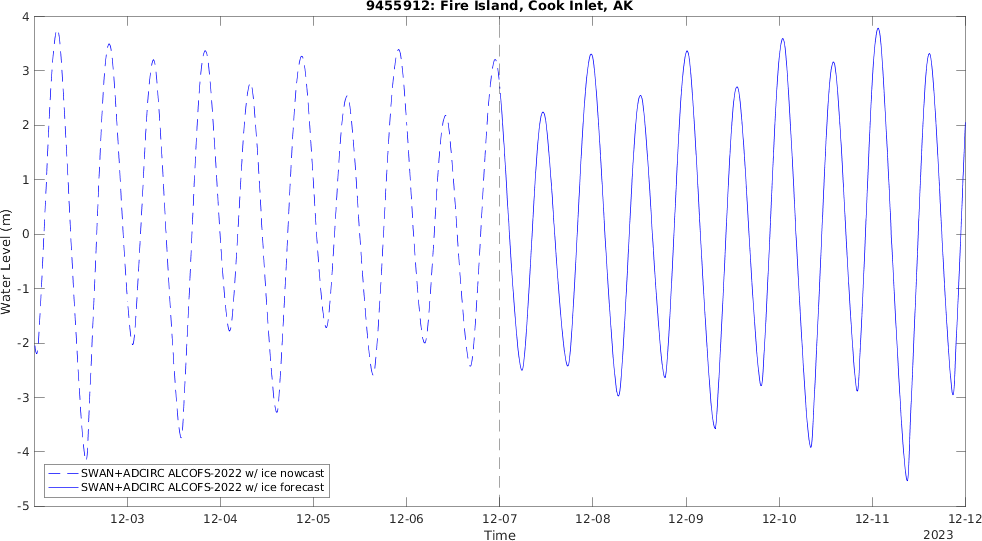 9455912: Fire Island, Cook Inlet, AK
4
3
2
1
0
-1
-2
-3
-4
-5
Water Level (m)
SWAN+ADCIRC ALCOFS-2022 w/ ice nowcast
SWAN+ADCIRC ALCOFS-2022 w/ ice forecast
12-03 12-04 12-05 12-06 12-07 12-08 12-09 12-10 12-11 12-12
Time
2023